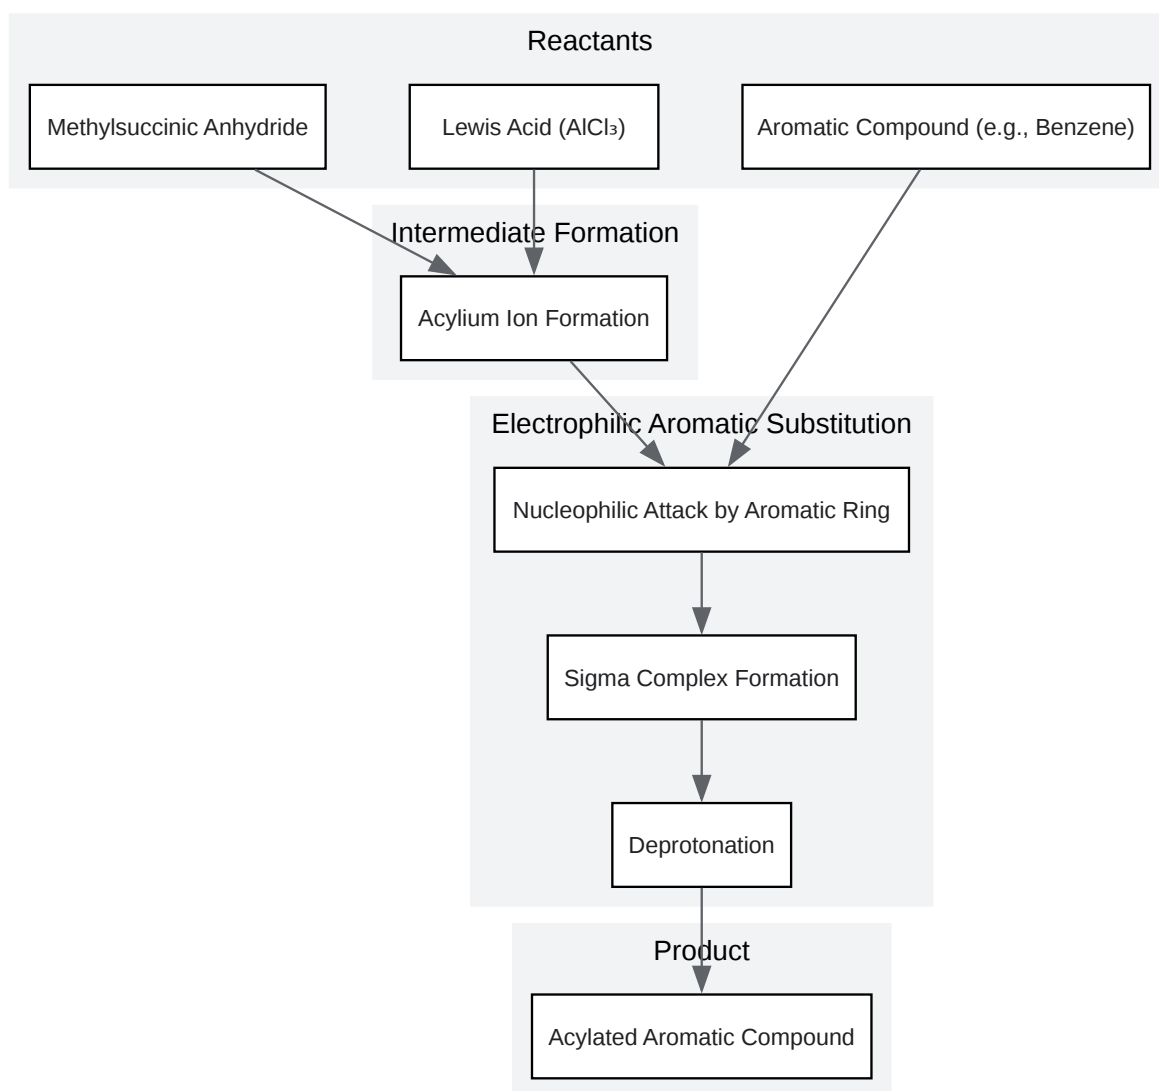 Reactants
Methylsuccinic Anhydride
Lewis Acid (AlCl₃)
Aromatic Compound (e.g., Benzene)
Intermediate Formation
Acylium Ion Formation
Electrophilic Aromatic Substitution
Nucleophilic Attack by Aromatic Ring
Sigma Complex Formation
Deprotonation
Product
Acylated Aromatic Compound